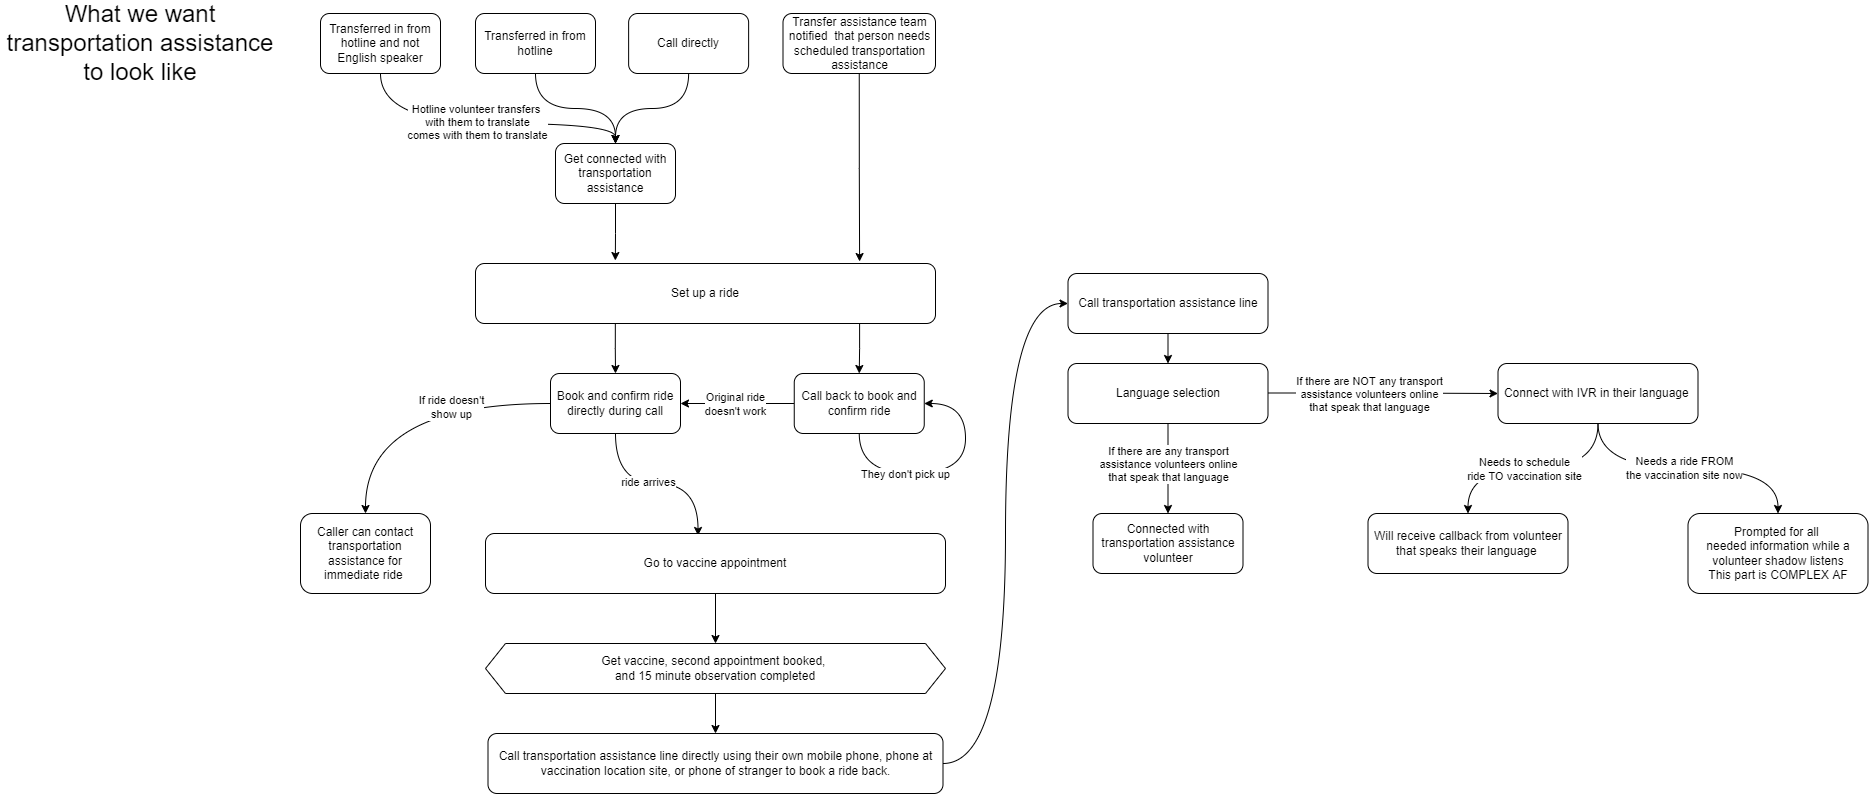 What we want
transportation assistance
to look like
Transferred in from
hotline and not
English speaker
Transferred in from
hotline
Call directly
Transfer assistance team
notified  that person needs
scheduled transportation
assistance
Hotline volunteer transfers
with them to translate
comes with them to translate
Get connected with
transportation
assistance
Set up a ride
Book and confirm ride
directly during call
Original ride
doesn't work
Call back to book and
confirm ride
They don't pick up
If ride doesn't
show up
ride arrives
Caller can contact
transportation
assistance for
immediate ride
Go to vaccine appointment
Get vaccine, second appointment booked,
and 15 minute observation completed
Call transportation assistance line directly using their own mobile phone, phone at
vaccination location site, or phone of stranger to book a ride back.
Call transportation assistance line
Language selection
If there are NOT any transport
assistance volunteers online
that speak that language
Connect with IVR in their language
If there are any transport
assistance volunteers online
that speak that language
Connected with
transportation assistance
volunteer
Needs to schedule
ride TO vaccination site
Needs a ride FROM
the vaccination site now
Will receive callback from volunteer
that speaks their language
Prompted for all
needed information while a
volunteer shadow listens
This part is COMPLEX AF